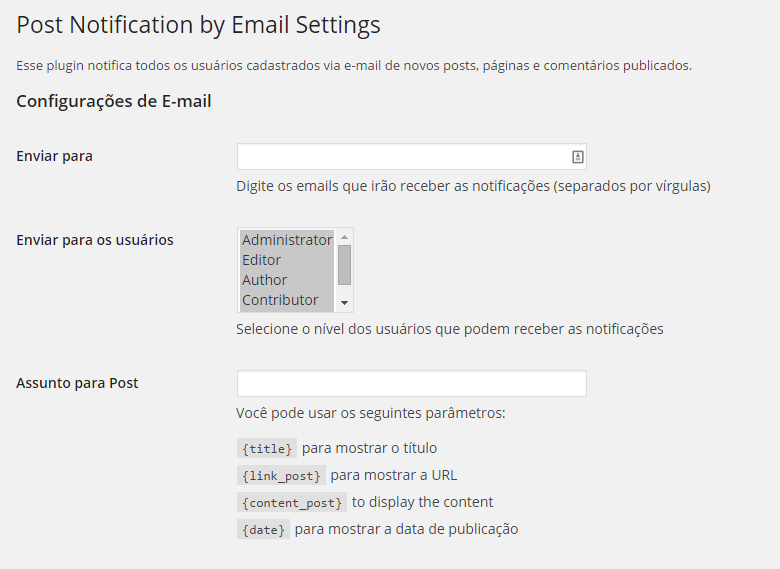 Post Notification by Email Settings
Esse plugin notifica todos os usuários cadastrados via e-mail de novos posts, páginas e comentários publicados.
Configurações de E-mail
Enviar para
Digite os emails que irão receber as notificações (separados por vírgulas)
Enviar para os usuários
Administrator
Editor
Author
Contributor
Selecione o nível dos usuários que podem receber as notificações
Assunto para Post
Você pode usar os seguintes parâmetros:
{title} para mostrar o título
{link_post} para mostrar a URL
{content_post} to display the content
{date} para mostrar a data de publicação